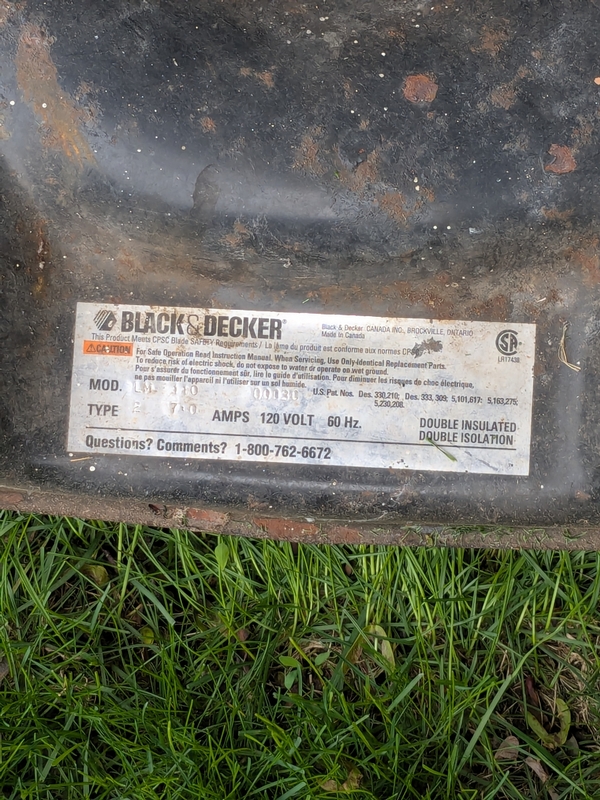 BLACK&DECKER®
Black & Decker CANADA INC., BROCKVILLE, ONTARIO
Made in Canada
This Product Meets CPSC Blade SAFETY Requirements / La lame du produit est conforme aux normes
LR17438
CAUTION
For Safe Operation Read Instruction Manual. When Servicing, Use Only Identical Replacement Parts.
To reduce risk of electric shock, do not expose to water or operate on wet ground.
Pour s'assurer du fonctionnement sûr, lire le guide d'utilisation. Pour diminuer les risques de choc électrique,
ne pas mouiller l'appareil ni l'utiliser sur sol humide.
MOD.
U.S. Pat. Nos. Des. 330,210; Des. 333,309; 5,101,617; 5,163,275;
5,230,208.
TYPE
AMPS 120 VOLT 60 Hz.
DOUBLE INSULATED
DOUBLE ISOLATION
Questions? Comments? 1-800-762-6672